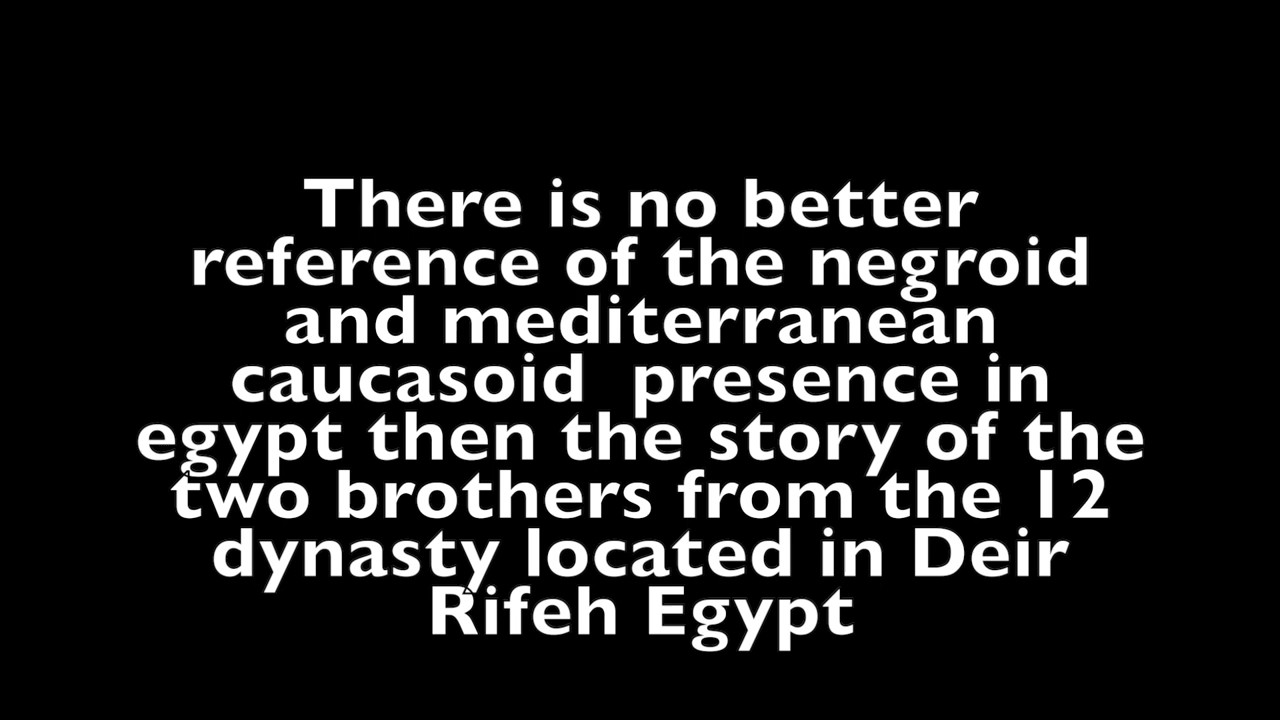 There is no better
reference of the negroid
and mediterranean
caucasoid  presence in
egypt then the story of the
two brothers from the 12
dynasty located in Deir
Rifeh Egypt